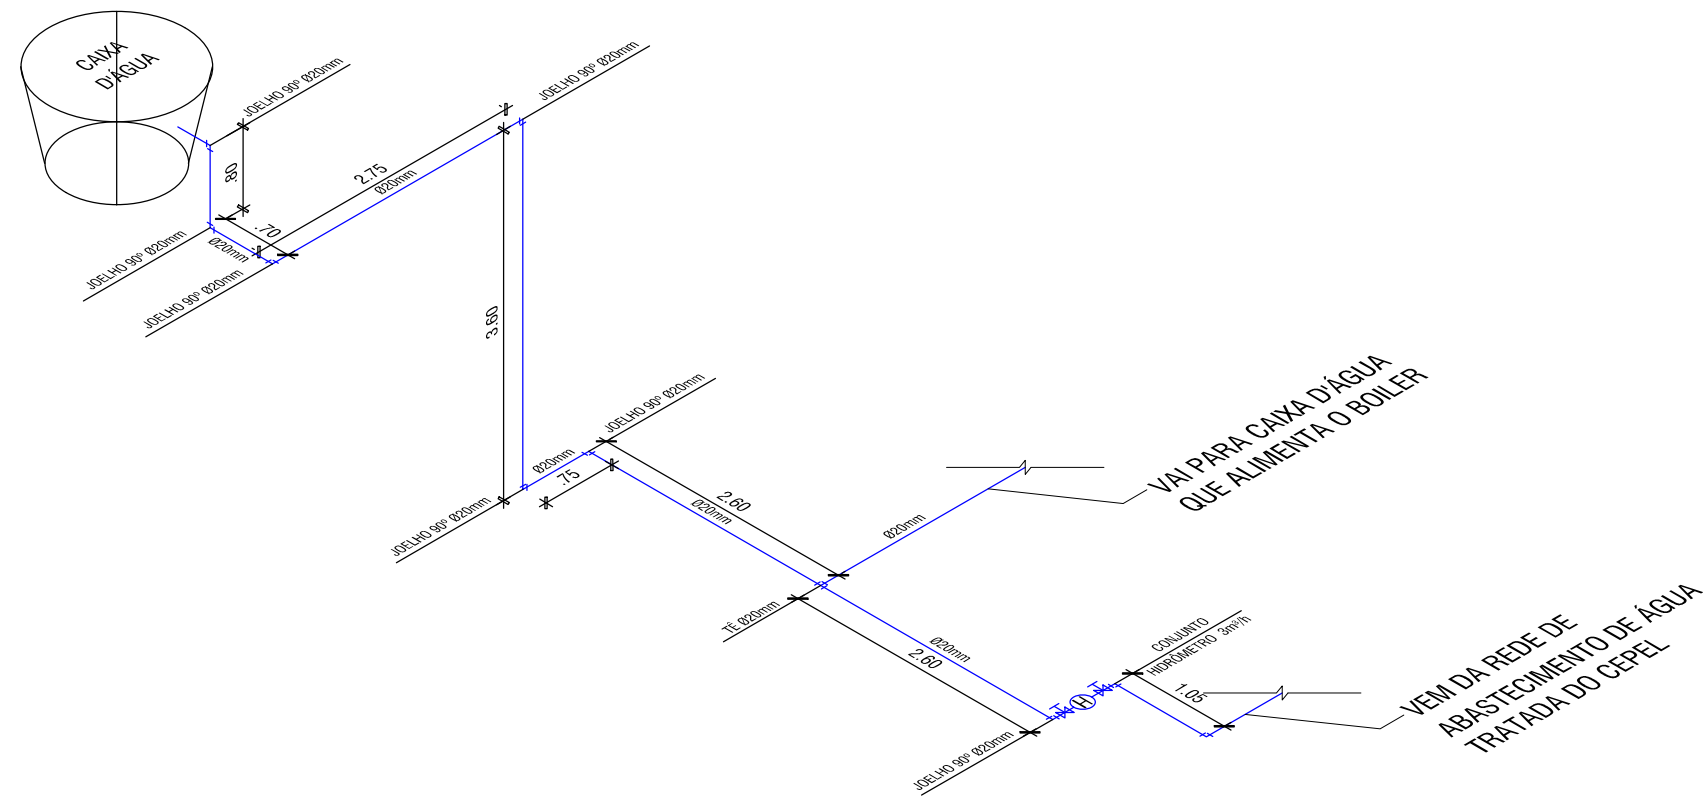 CAIXA
D'ÁGUA
JOELHO 90º Ø20mm
JOELHO 90º Ø20mm
.80
2.75
Ø20mm
.70
Ø20mm
JOELHO 90º Ø20mm
JOELHO 90º Ø20mm
3.60
JOELHO 90º Ø20mm
Ø20mm
.75
JOELHO 90º Ø20mm
2.60
Ø20mm
Ø20mm
VAI PARA CAIXA D'ÁGUA
QUE ALIMENTA O BOILER
TÊ Ø20mm
Ø20mm
2.60
CONJUNTO
HIDRÔMETRO 3m³/h
H
1.05
JOELHO 90º Ø20mm
VEM DA REDE DE
ABASTECIMENTO DE ÁGUA
TRATADA DO CEPEL